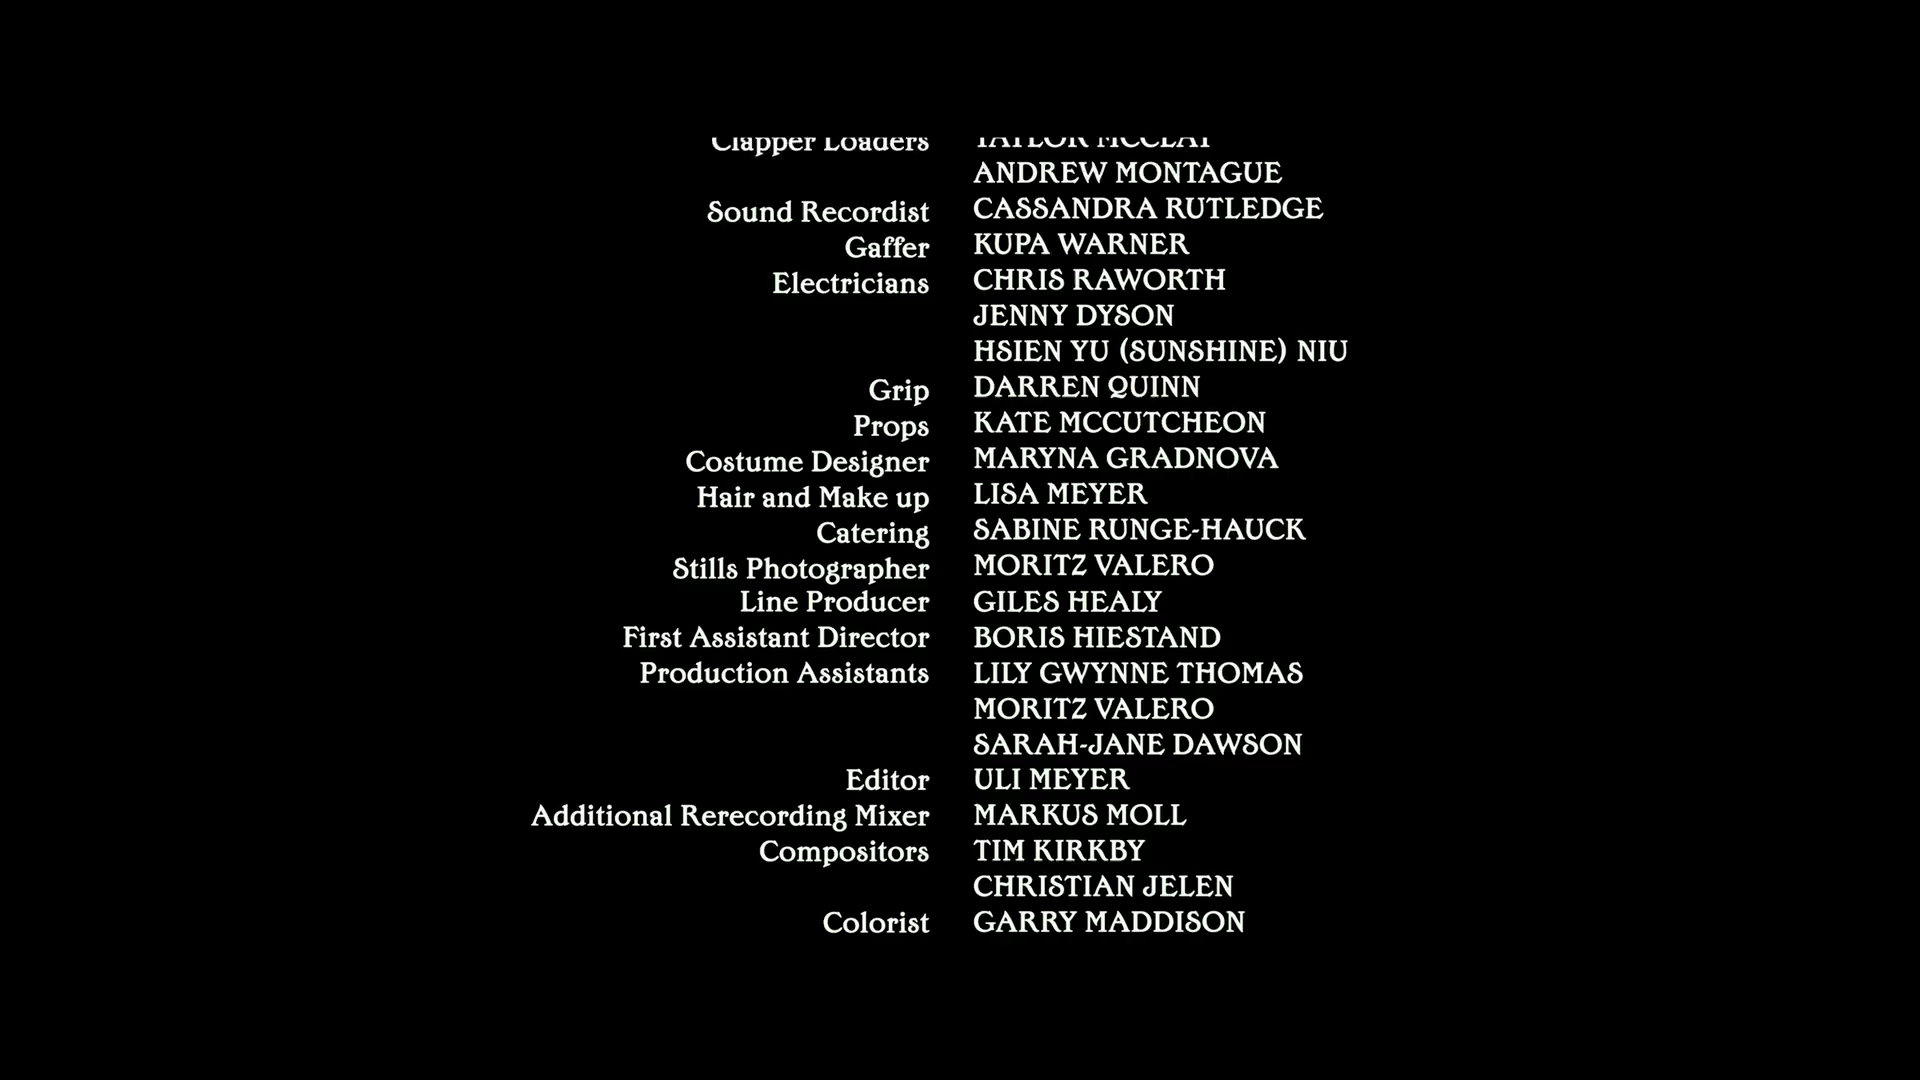 Clapper Loaders TAYLOR MCCLAY
ANDREW MONTAGUE
Sound Recordist CASSANDRA RUTLEDGE
Gaffer KUPA WARNER
Electricians CHRIS RAWORTH
JENNY DYSON
HSIEN YU (SUNSHINE) NIU
Grip DARREN QUINN
Props KATE MCCUTCHEON
Costume Designer MARYNA GRADNOVA
Hair and Make up LISA MEYER
Catering SABINE RUNGE-HAUCK
Stills Photographer MORITZ VALERO
Line Producer GILES HEALY
First Assistant Director BORIS HIESTAND
Production Assistants LILY GWYNNE THOMAS
MORITZ VALERO
SARAH-JANE DAWSON
Editor ULI MEYER
Additional Rerecording Mixer MARKUS MOLL
Compositors TIM KIRKBY
CHRISTIAN JELEN
Colorist GARRY MADDISON